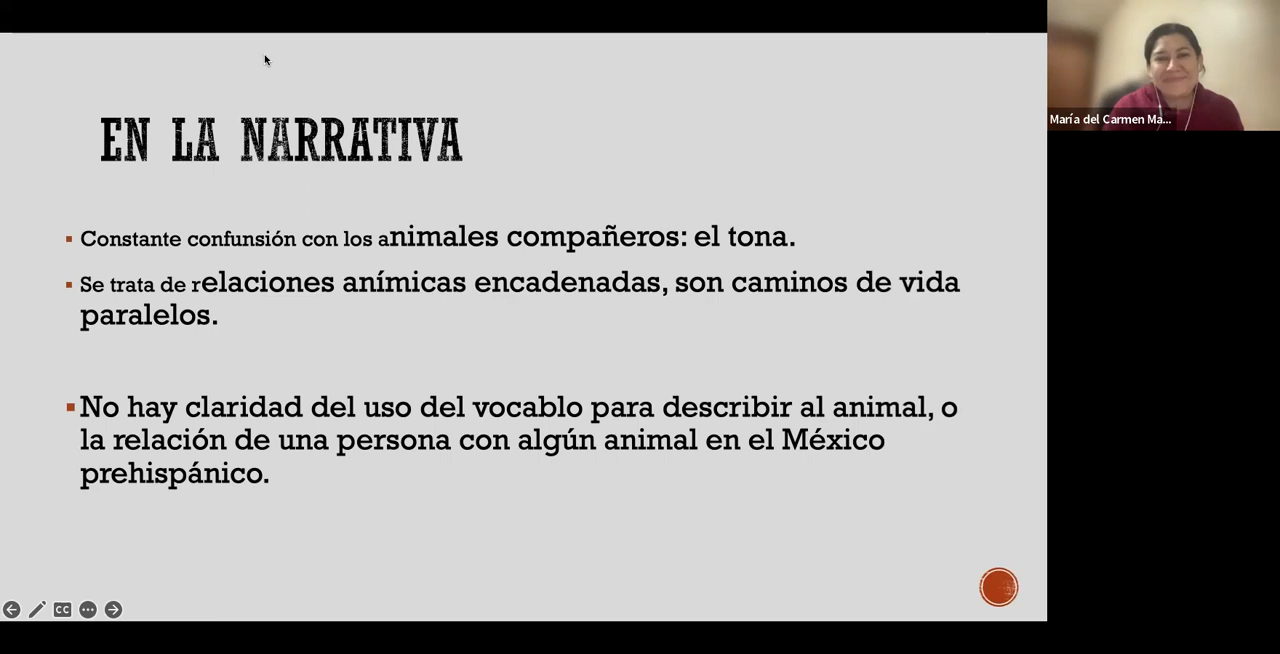 EN LA NARRATIVA
Constante confunsión con los animales compañeros: el tona.
Se trata de relaciones anímicas encadenadas, son caminos de vida
paralelos.
No hay claridad del uso del vocablo para describir al animal, o
la relación de una persona con algún animal en el México
prehispánico.
María del Carmen Ma...
CC